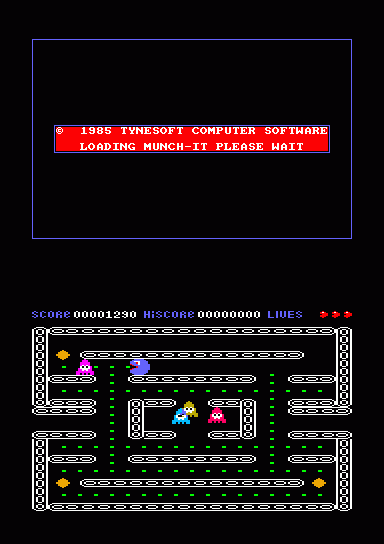 © 1985 TYNESOFT COMPUTER SOFTWARE
LOADING MUNCH-IT PLEASE WAIT
SCORe 00001290 HiSCORe 00000000 LIVES